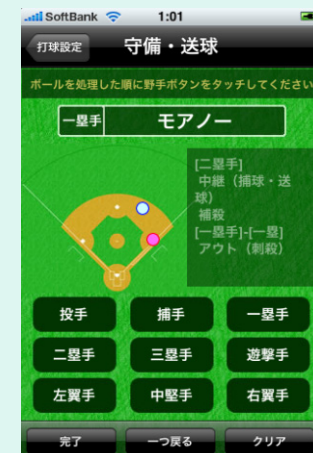 SoftBank 1:01
打球設定 守備・送球
ボールを処理した順に野手ボタンをタッチしてください
一塁手 モアノー
[二塁手]
中継(捕球・送
球)
補殺
[一塁手]-[一塁]
アウト(刺殺)
投手 捕手 一塁手
二塁手 三塁手 遊撃手
左翼手 中堅手 右翼手
完了 一つ戻る クリア